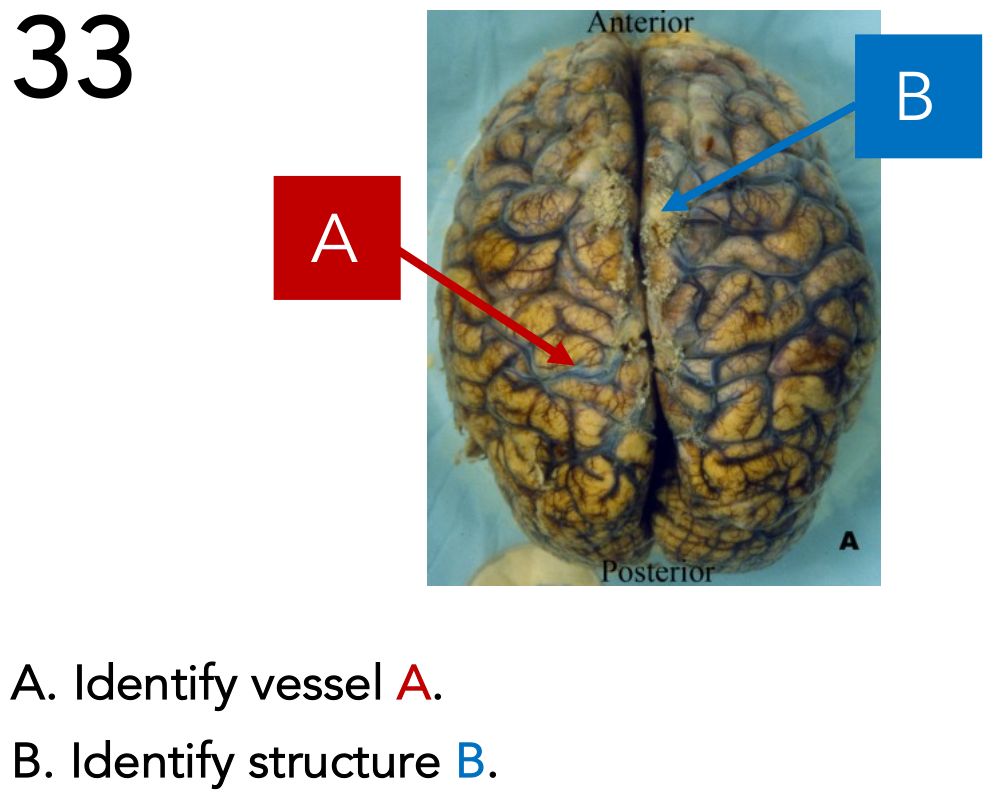 33
Anterior
B
A
A
Posterior
A. Identify vessel A.
B. Identify structure B.